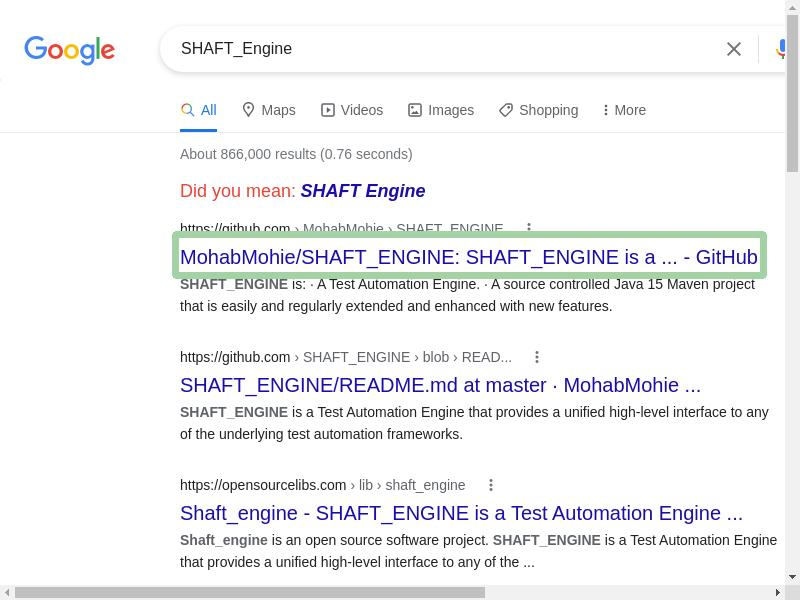 Google
SHAFT_Engine
All Maps Videos Images Shopping More
About 866,000 results (0.76 seconds)
Did you mean: SHAFT Engine
https://github.com › MohabMohie › SHAFT_ENGINE
MohabMohie/SHAFT_ENGINE: SHAFT_ENGINE is a ... - GitHub
SHAFT_ENGINE is: · A Test Automation Engine. · A source controlled Java 15 Maven project
that is easily and regularly extended and enhanced with new features.
https://github.com › SHAFT_ENGINE › blob › READ...
SHAFT_ENGINE/README.md at master · MohabMohie ...
SHAFT_ENGINE is a Test Automation Engine that provides a unified high-level interface to any
of the underlying test automation frameworks.
https://opensourcelibs.com › lib › shaft_engine
Shaft_engine - SHAFT_ENGINE is a Test Automation Engine ...
Shaft_engine is an open source software project. SHAFT_ENGINE is a Test Automation Engine
that provides a unified high-level interface to any of the ...